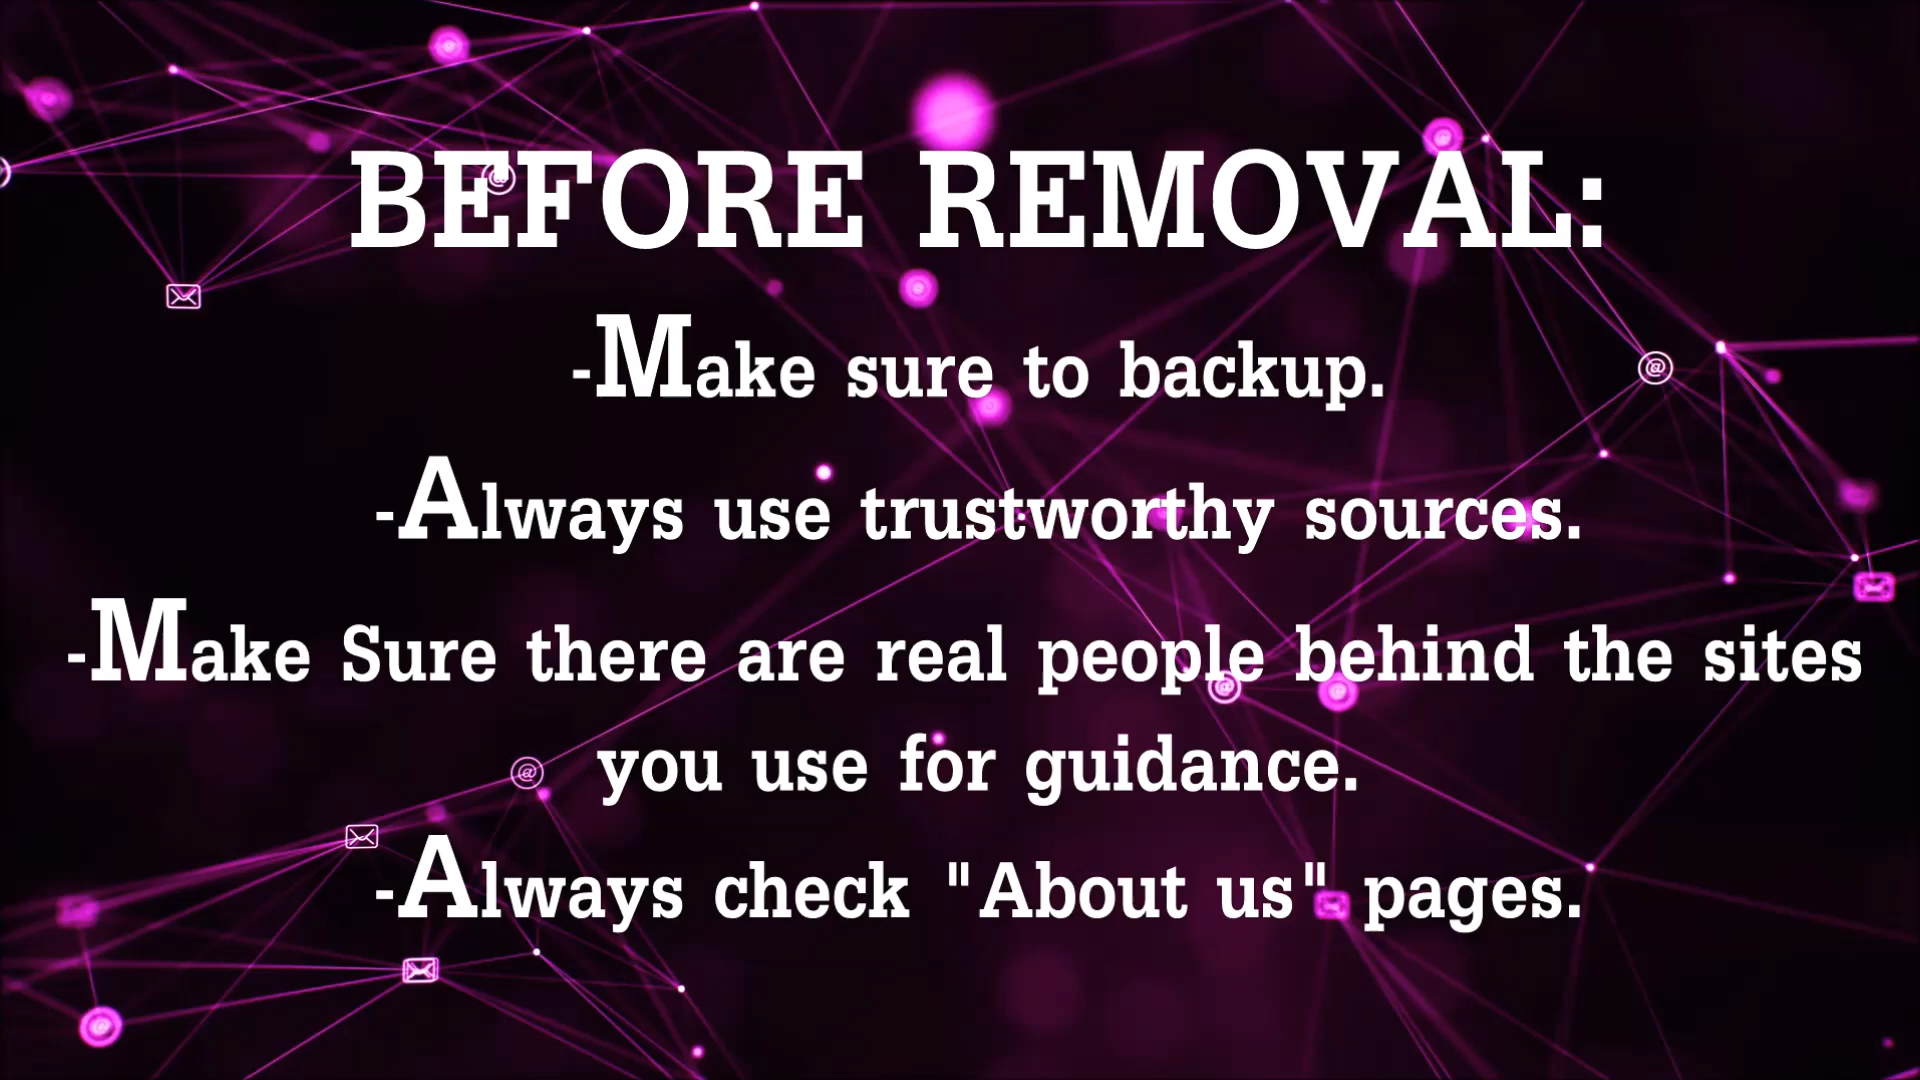 BEFORE REMOVAL:
-Make sure to backup.
-Always use trustworthy sources.
-Make Sure there are real people behind the sites
you use for guidance.
-Always check "About us" pages.